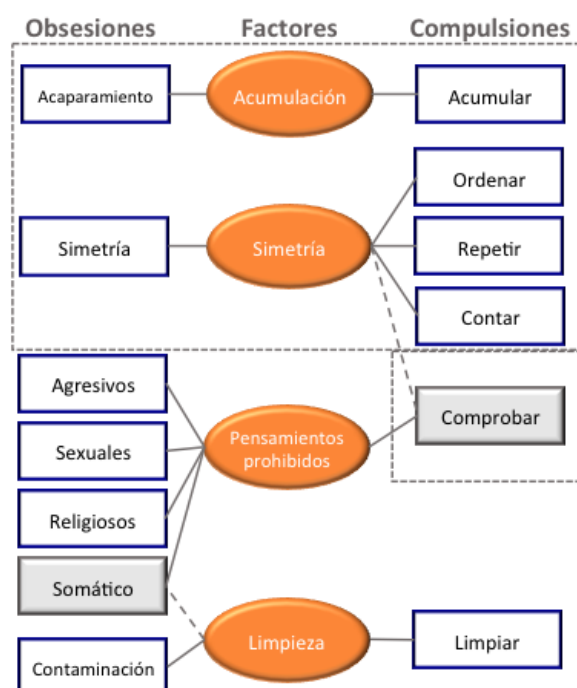 Obsesiones Factores Compulsiones
Acaparamiento Acumulación Acumular
Ordenar
Simetría Simetría Repetir
Contar
Agresivos
Comprobar
Pensamientos
prohibidos
Sexuales
Religiosos
Somático
Limpieza Limpiar
Contaminación